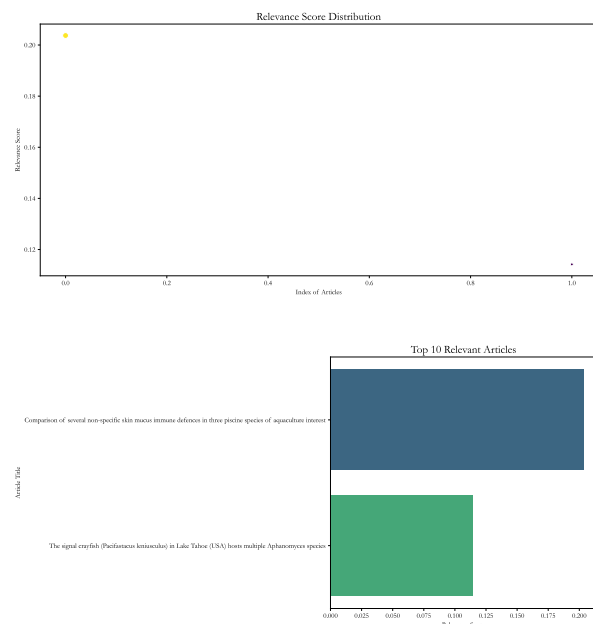 Relevance Score Distribution
0.20
0.18
0.16
0.14
0.12
Relevance Score
0.0
0.2
0.4
0.6
0.8
1.0
Index of Articles
Top 10 Relevant Articles
Comparison of several non-specific skin mucus immune defences in three piscine species of aquaculture interest
The signal crayfish (Pacifastacus leniusculus) in Lake Tahoe (USA) hosts multiple Aphanomyces species
Article Title
0.000
0.025
0.050
0.075
0.100
0.125
0.150
0.175
0.200